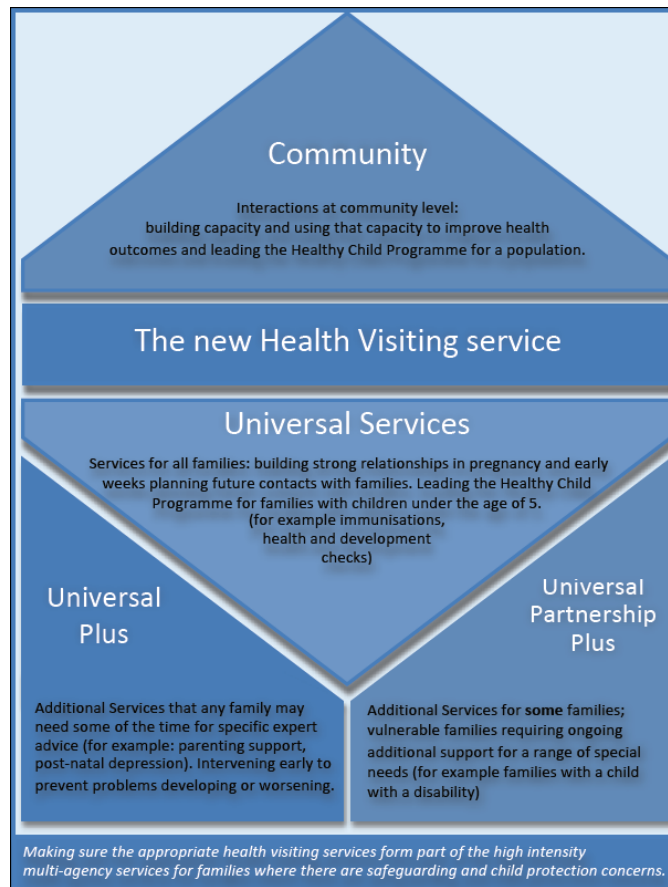 Community
Interactions at community level:
building capacity and using that capacity to improve health
outcomes and leading the Healthy Child Programme for a population.
The new Health Visiting service
Universal Services
Services for all families: building strong relationships in pregnancy and early
weeks planning future contacts with families. Leading the Healthy Child
Programme for families with children under the age of 5.
(for example immunisations,
health and development
checks)
Universal
Plus
Additional Services that any family may
need some of the time for specific expert
advice (for example: parenting support,
post-natal depression). Intervening early to
prevent problems developing or worsening.
Universal
Partnership
Plus
Additional Services for some families;
vulnerable families requiring ongoing
additional support for a range of special
needs (for example families with a child
with a disability)
Making sure the appropriate health visiting services form part of the high intensity
multi-agency services for families where there are safeguarding and child protection concerns.